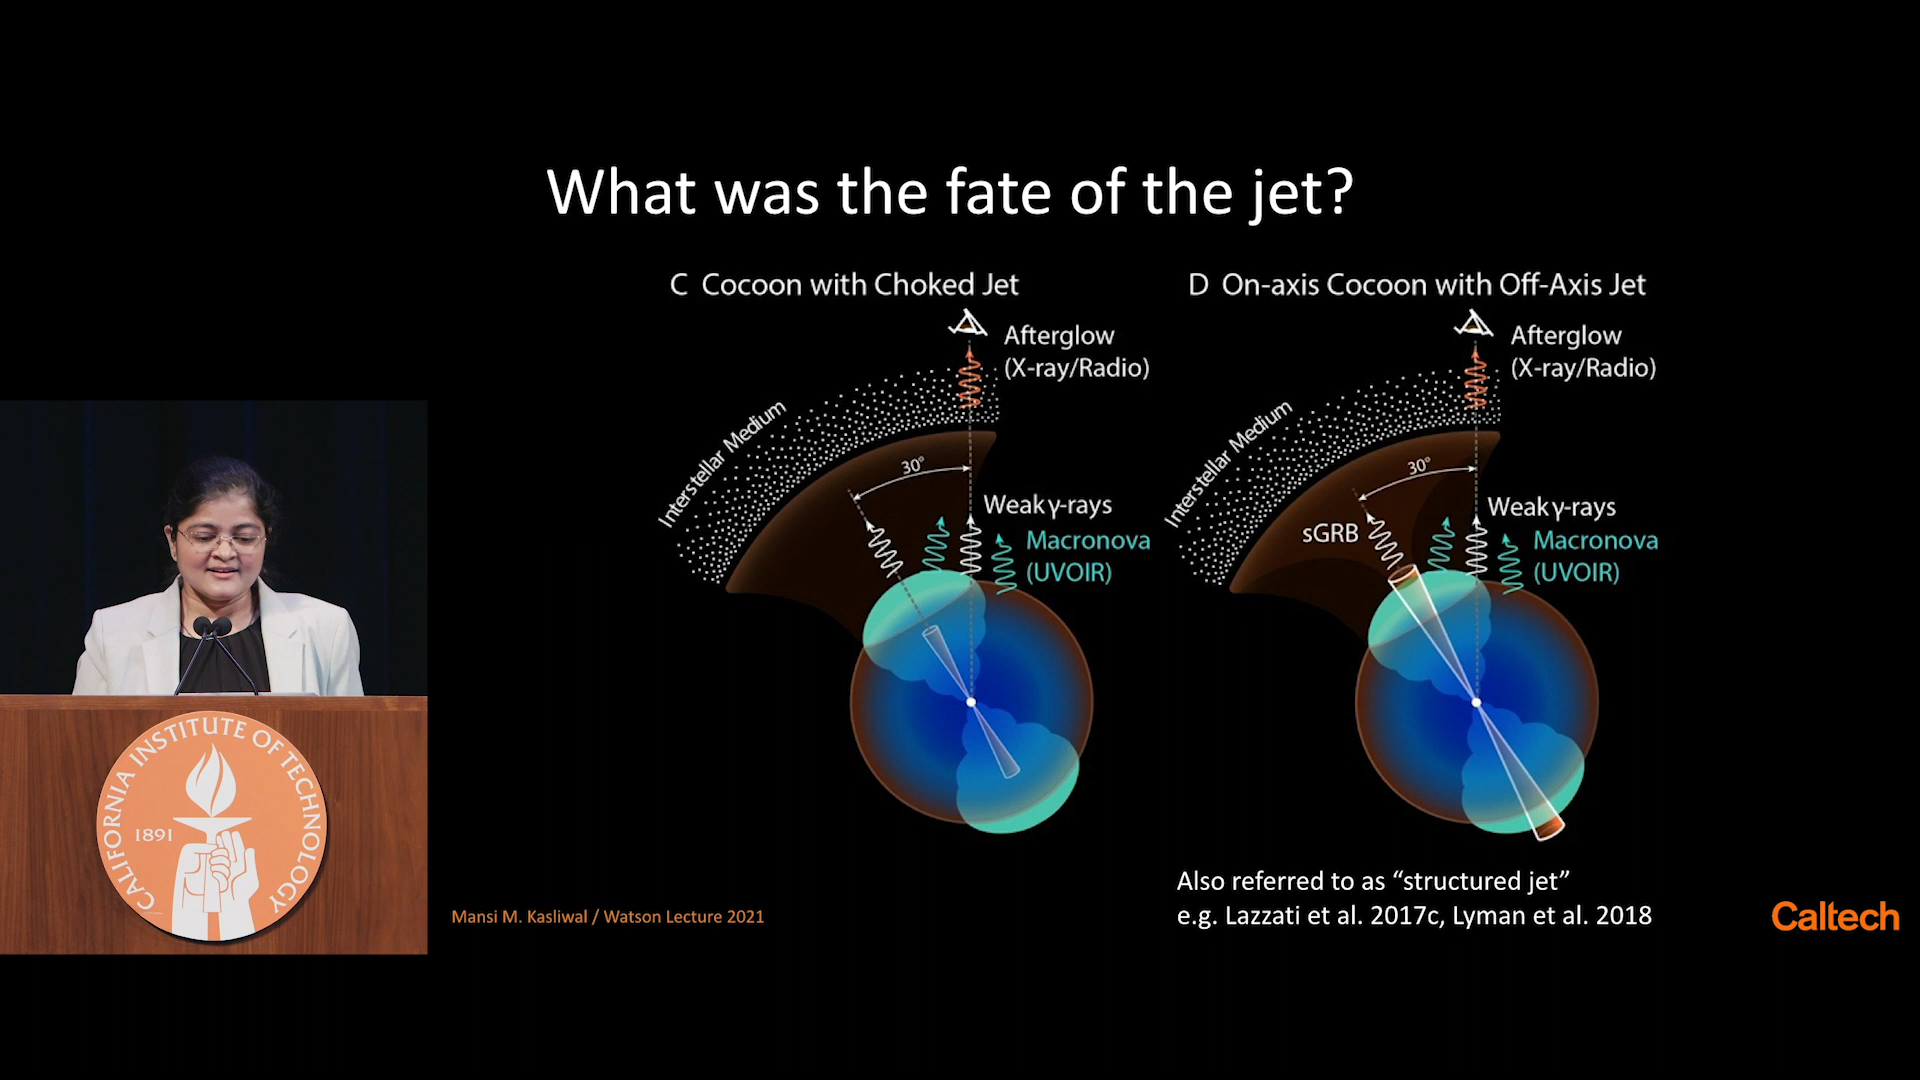 What was the fate of the jet?
C Cocoon with Choked Jet
Afterglow
(X-ray/Radio)
Interstellar Medium
30°
Weak γ-rays
Macronova
(UVOIR)
D On-axis Cocoon with Off-Axis Jet
Afterglow
(X-ray/Radio)
Interstellar Medium
30°
sGRB
Weak γ-rays
Macronova
(UVOIR)
Also referred to as “structured jet”
e.g. Lazzati et al. 2017c, Lyman et al. 2018
Mansi M. Kasliwal / Watson Lecture 2021
Caltech
CALIFORNIA INSTITUTE OF TECHNOLOGY
1891